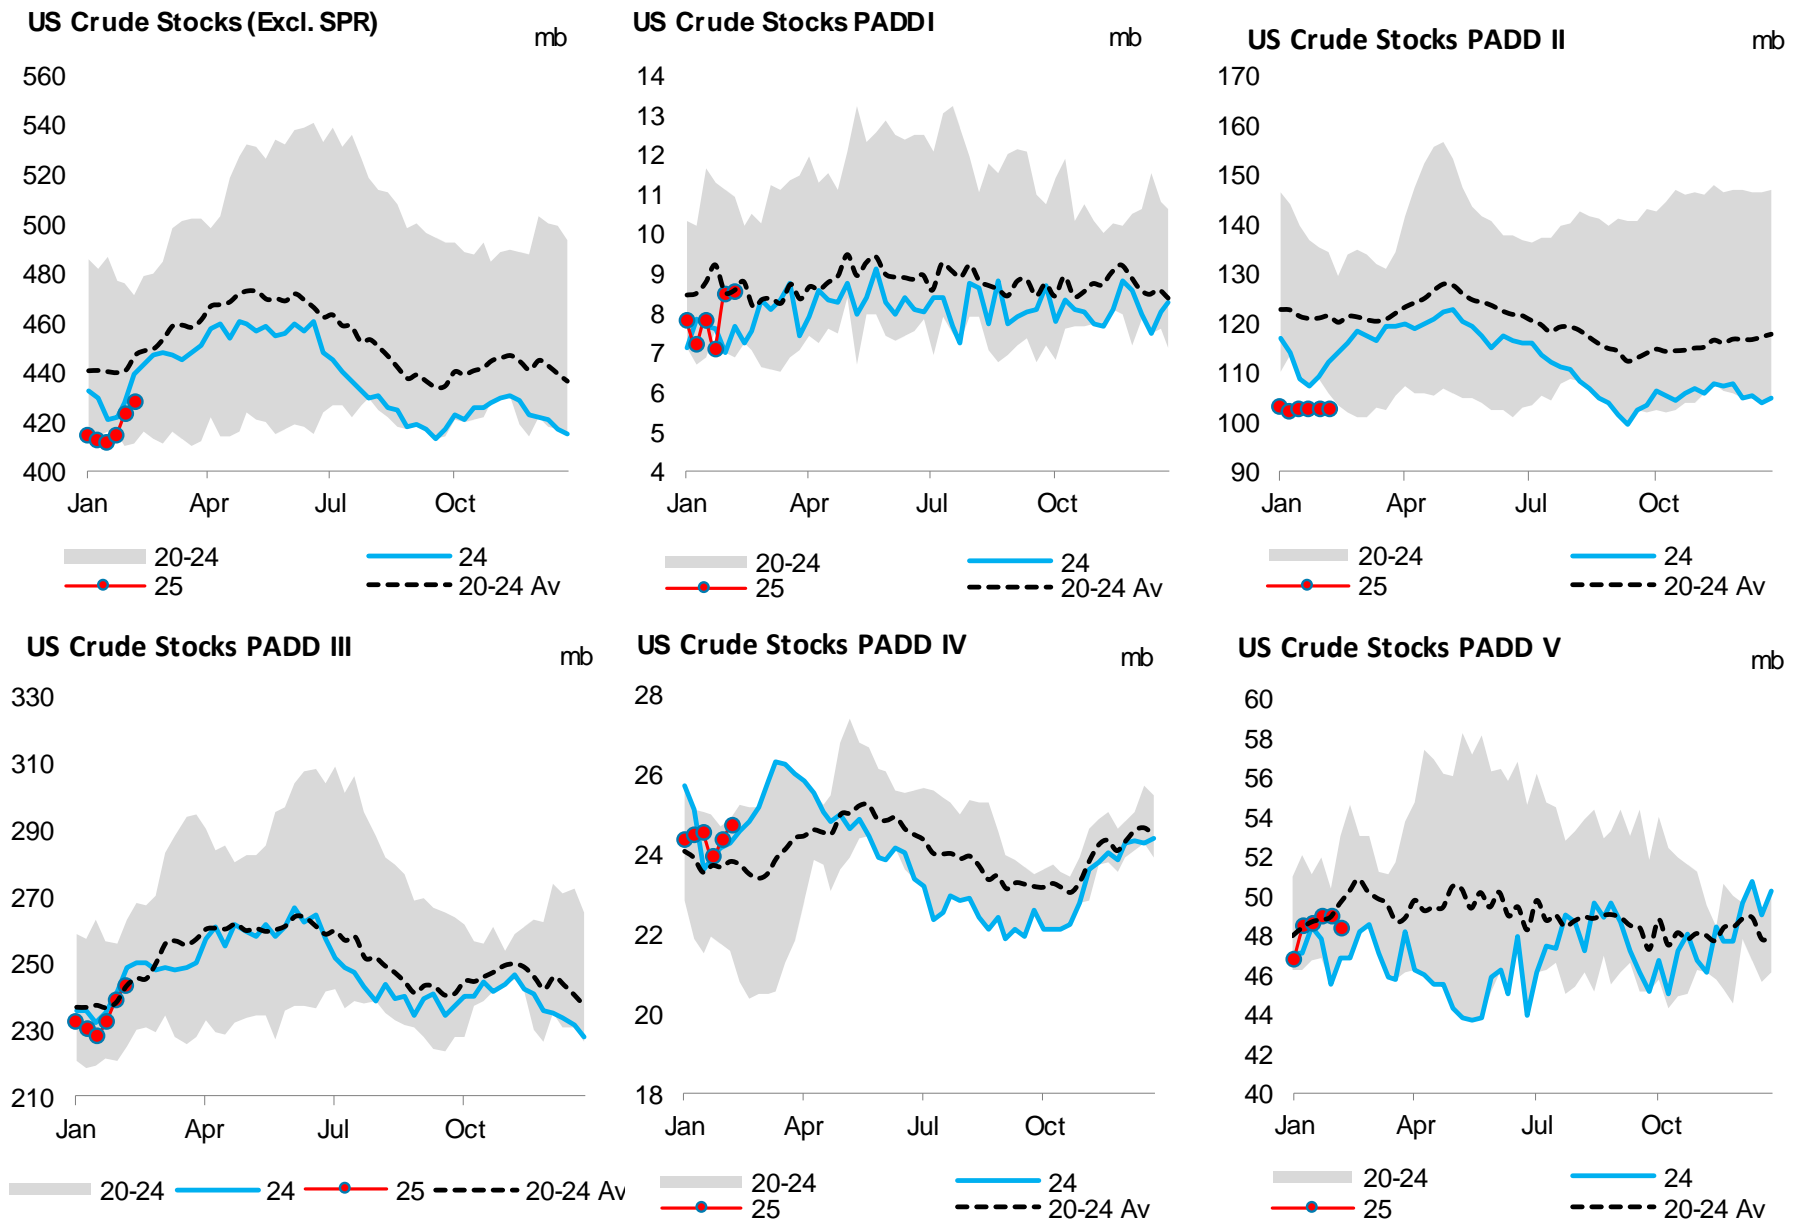 US Crude Stocks (Excl. SPR)
mb
560
540
520
500
480
460
440
420
400
Jan Apr Jul Oct
20-24 24
25 20-24 Av
US Crude Stocks PADD I
mb
14
13
12
11
10
9
8
7
6
5
4
Jan Apr Jul Oct
20-24 24
25 20-24 Av
US Crude Stocks PADD II
mb
170
160
150
140
130
120
110
100
90
Jan Apr Jul Oct
20-24 24
25 20-24 Av
US Crude Stocks PADD III
mb
330
310
290
270
250
230
210
Jan Apr Jul Oct
20-24 24 25 20-24 Av
US Crude Stocks PADD IV
mb
28
26
24
22
20
18
Jan Apr Jul Oct
20-24 24
25 20-24 Av
US Crude Stocks PADD V
mb
60
58
56
54
52
50
48
46
44
42
40
Jan Apr Jul Oct
20-24 24
25 20-24 Av